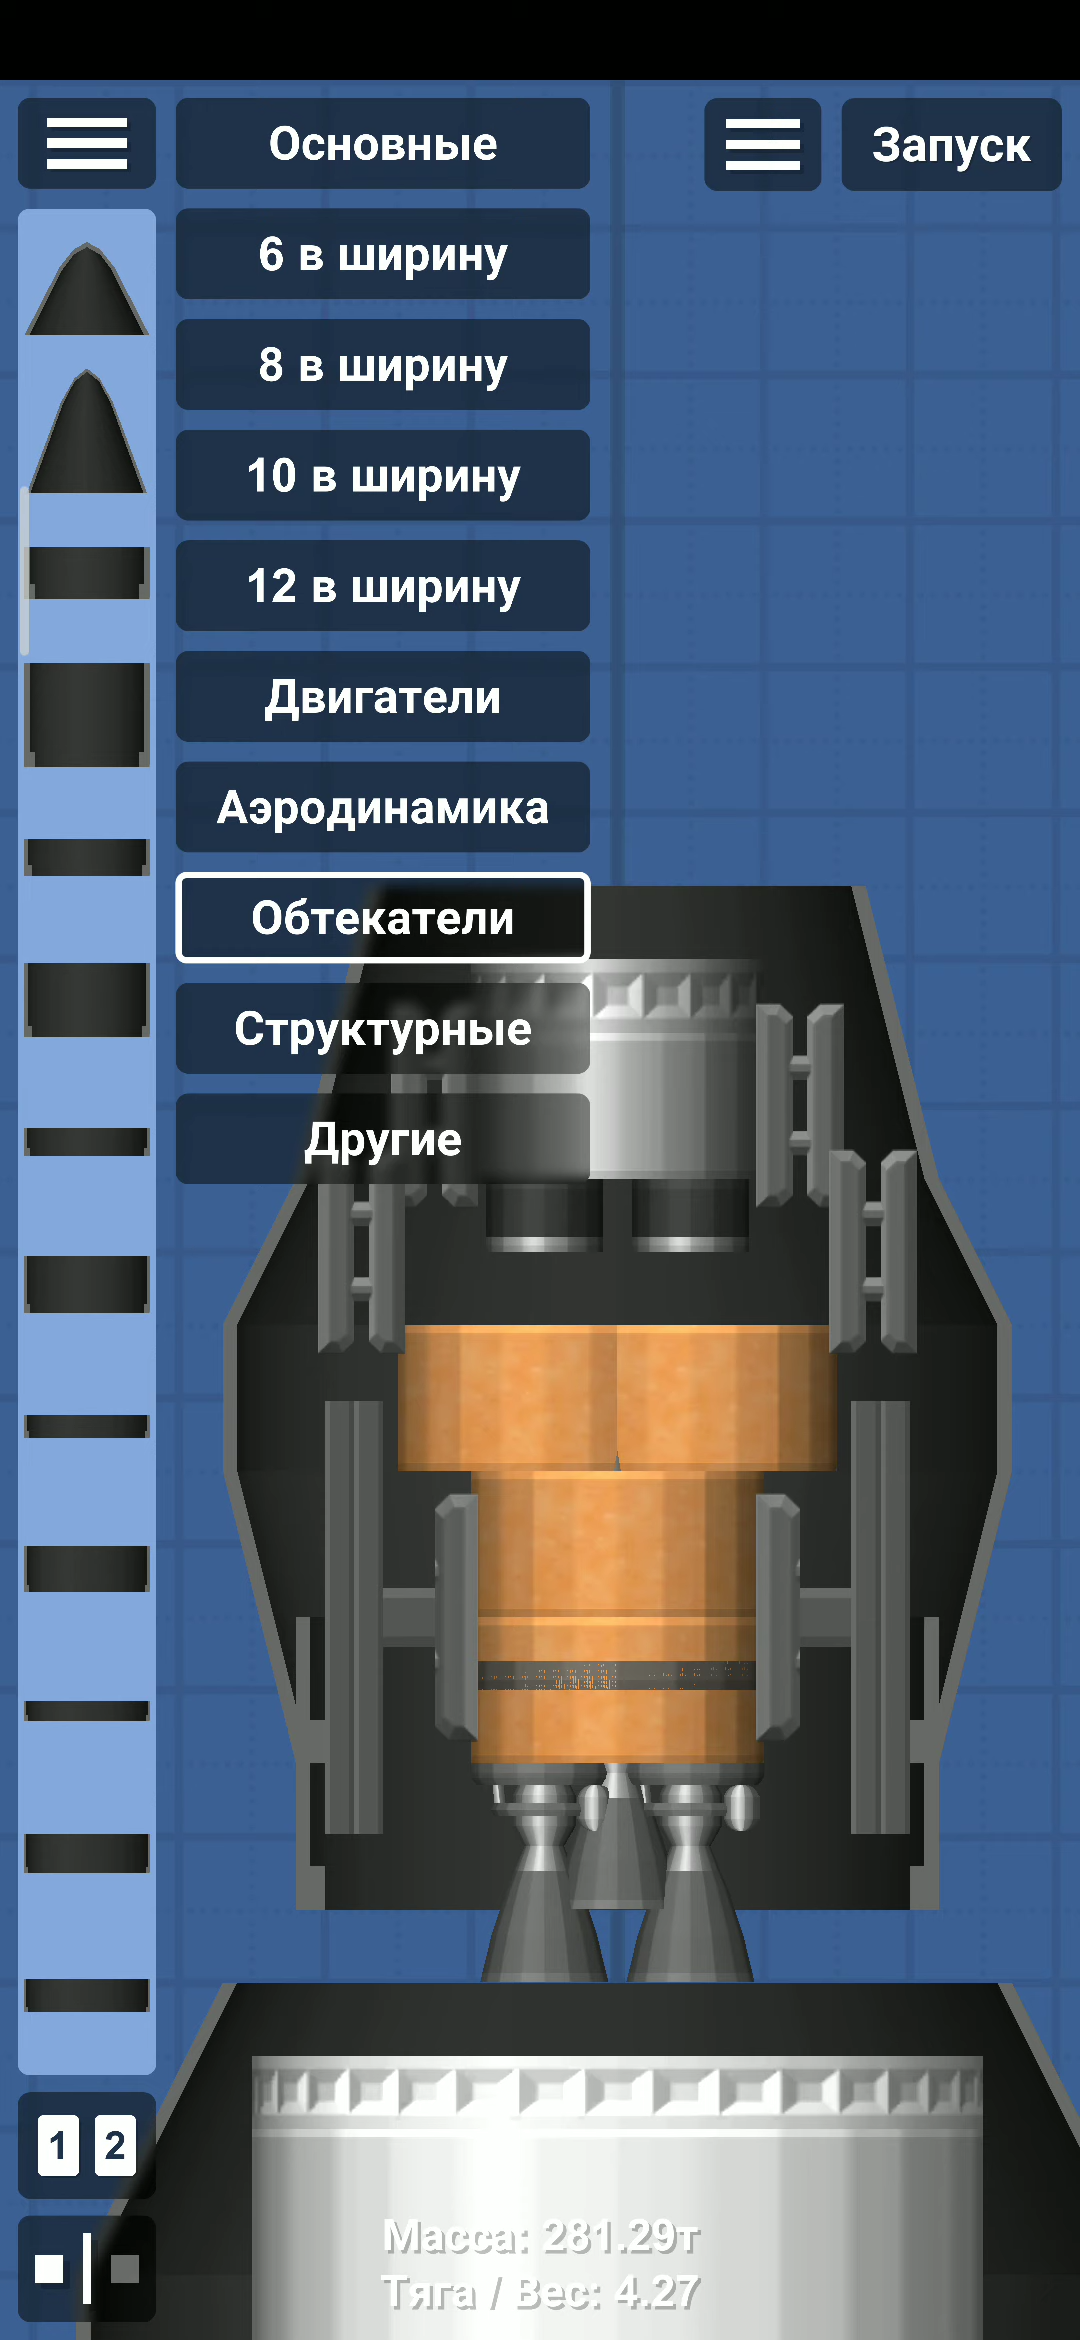 Основные
Запуск
6 в ширину
8 в ширину
10 в ширину
12 в ширину
Двигатели
Аэродинамика
Обтекатели
Структурные
Другие
1 2
Масса: 281.29т
Тяга / Вес: 4.27